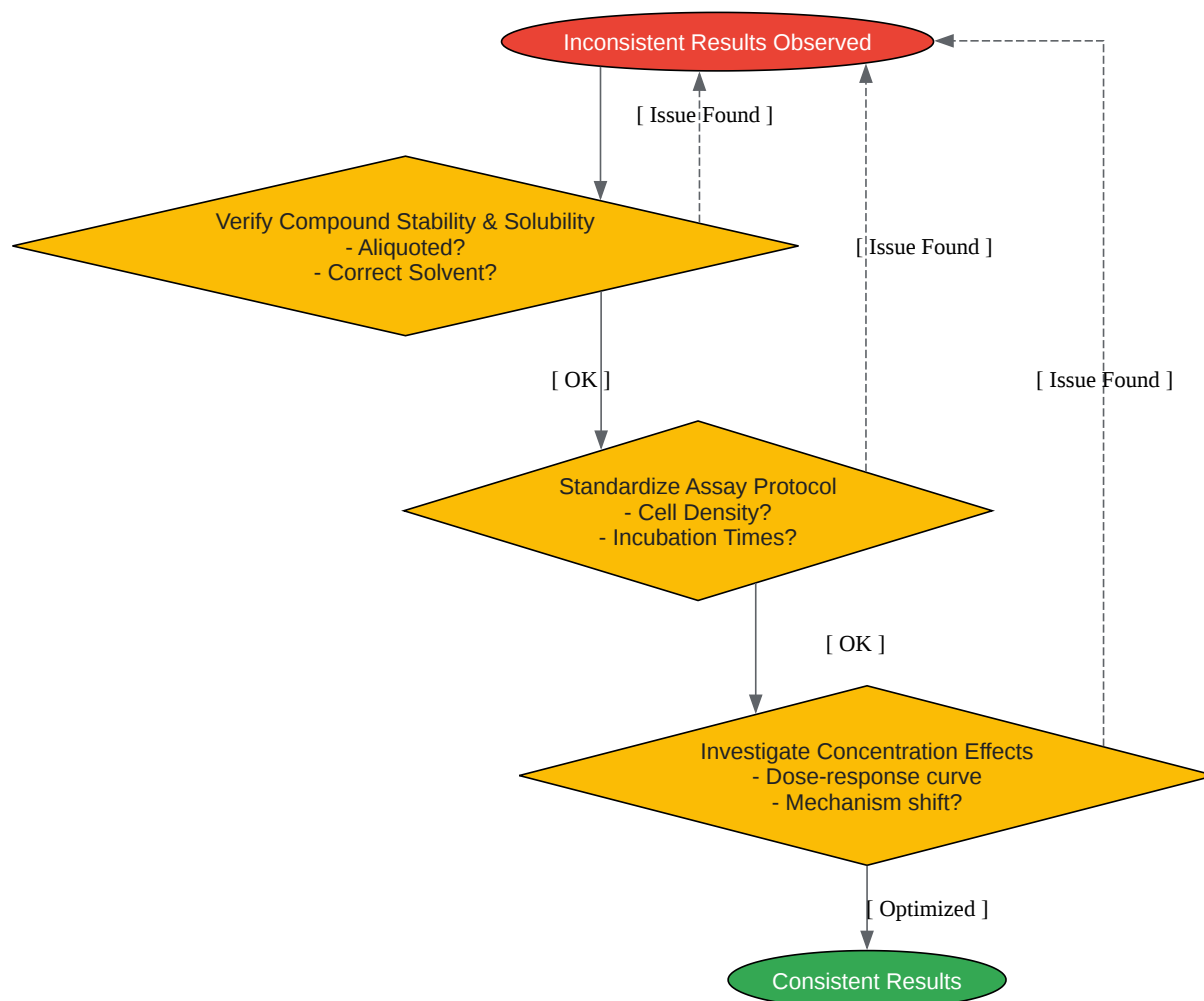 Inconsistent Results Observed
[ Issue Found ]
Verify Compound Stability & Solubility
- Aliquoted?
- Correct Solvent?
[ Issue Found ]
[ OK ]
[ Issue Found ]
Standardize Assay Protocol
- Cell Density?
- Incubation Times?
[ OK ]
Investigate Concentration Effects
- Dose-response curve
- Mechanism shift?
[ Optimized ]
Consistent Results